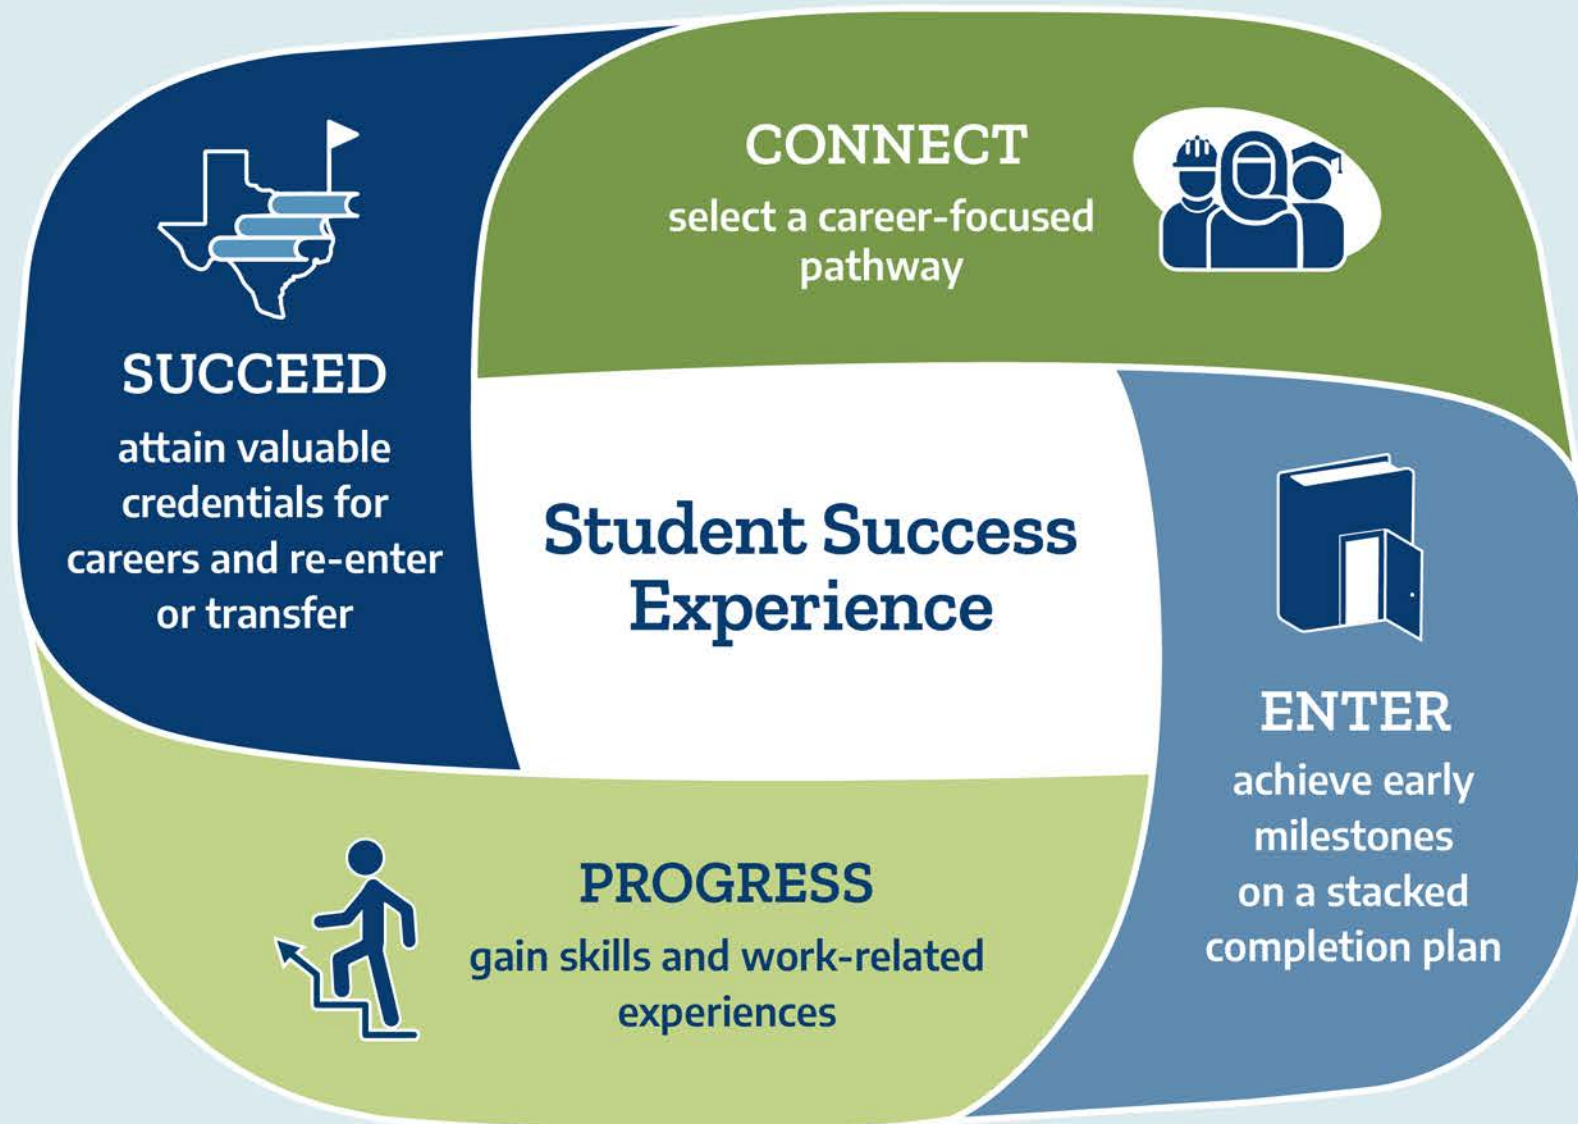 CONNECT
select a career-focused
pathway
SUCCEED
attain valuable
credentials for
careers and re-enter
or transfer
Student Success
Experience
ENTER
achieve early
milestones
on a stacked
completion plan
PROGRESS
gain skills and work-related
experiences